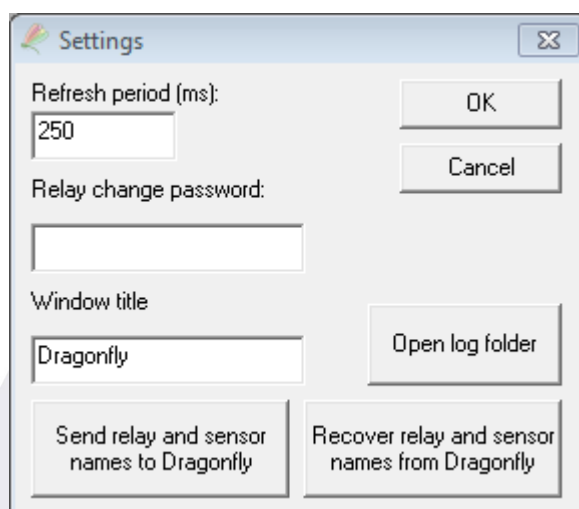 Settings
Refresh period (ms):
250
OK
Cancel
Relay change password:
Window title
Dragonfly
Open log folder
Send relay and sensor
names to Dragonfly
Recover relay and sensor
names from Dragonfly